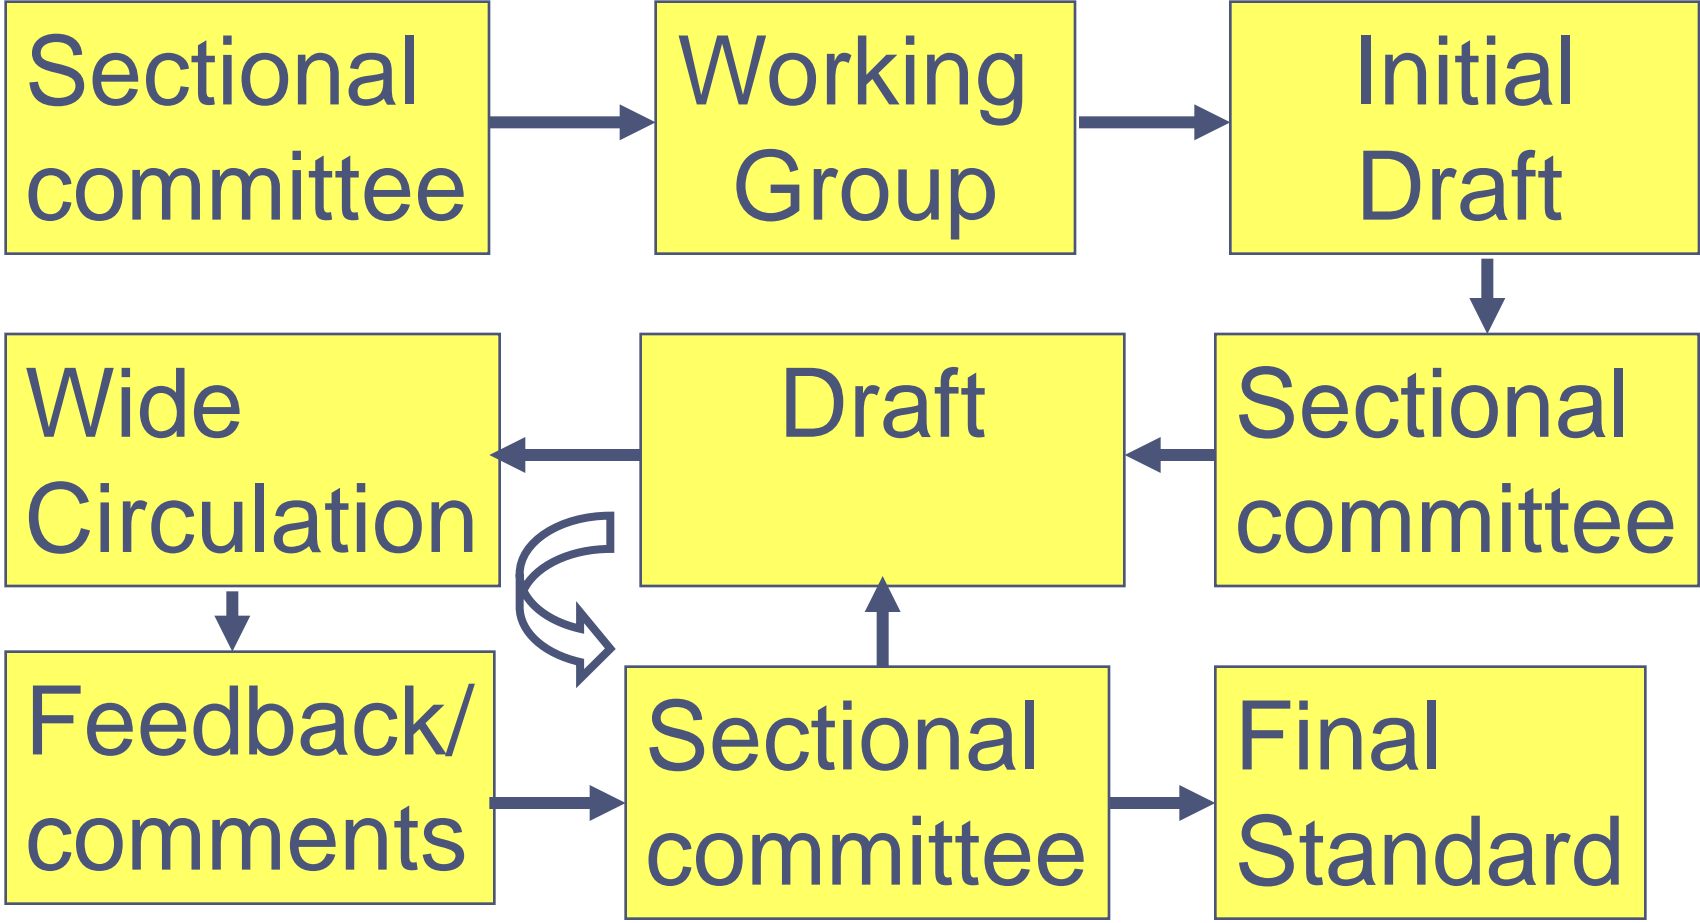 Sectional
committee
Working
Group
Initial
Draft
Wide
Circulation
Draft
Sectional
committee
Feedback/
comments
Sectional
committee
Final
Standard